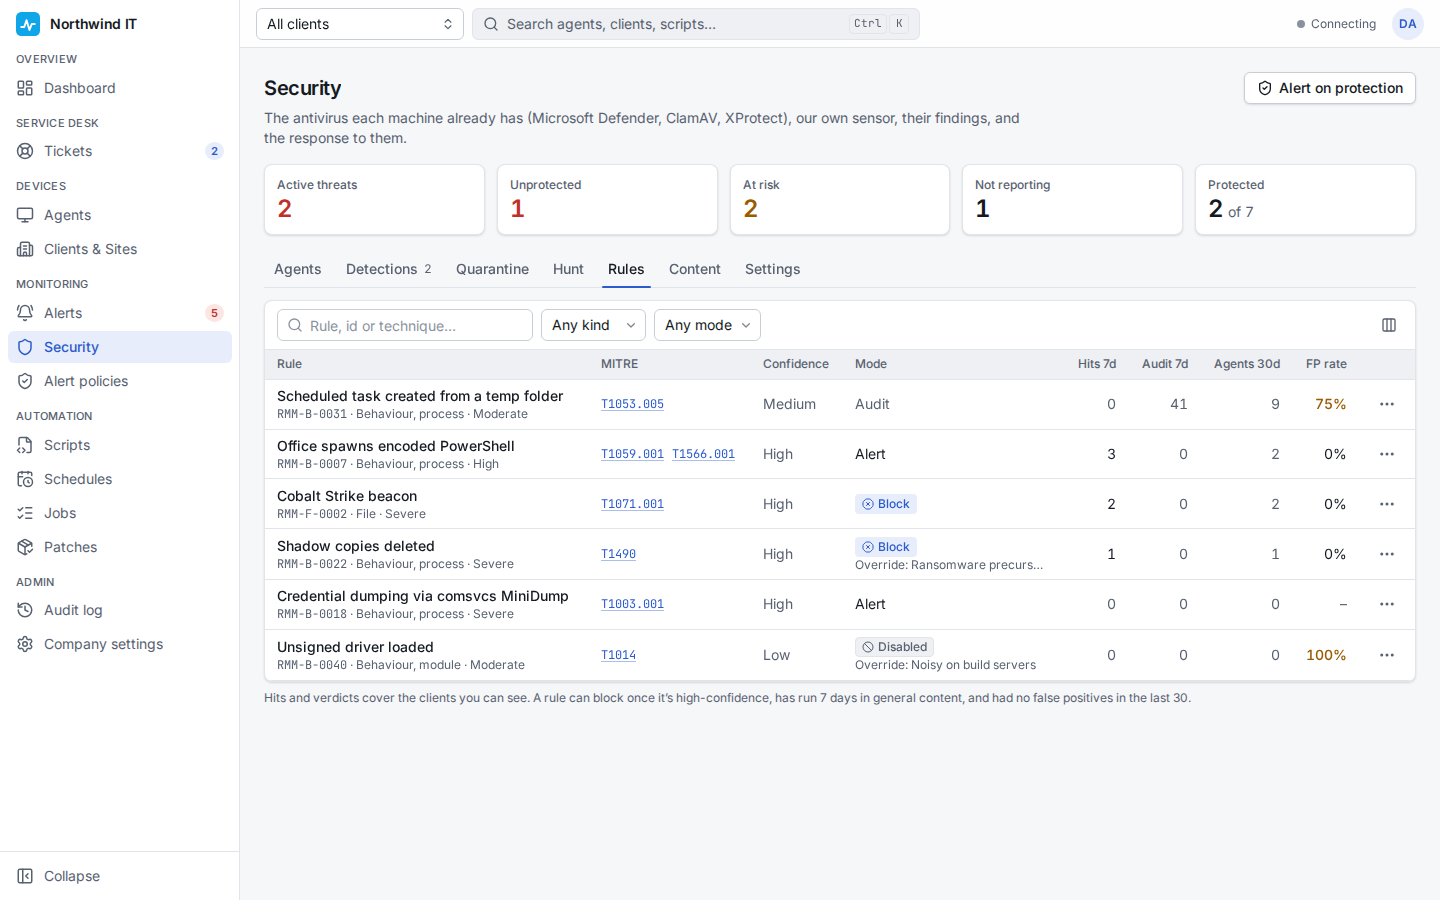 Northwind IT
All clients
Search agents, clients, scripts...
Ctrl K
Connecting
DA
OVERVIEW
Dashboard
SERVICE DESK
Tickets 2
DEVICES
Agents
Clients & Sites
MONITORING
Alerts 5
Security
Alert policies
AUTOMATION
Scripts
Schedules
Jobs
Patches
ADMIN
Audit log
Company settings
Collapse
Security
Alert on protection
The antivirus each machine already has (Microsoft Defender, ClamAV, XProtect), our own sensor, their findings, and
the response to them.
Active threats
2
Unprotected
1
At risk
2
Not reporting
1
Protected
2 of 7
Agents Detections 2 Quarantine Hunt Rules Content Settings
Rule, id or technique... Any kind Any mode
Rule MITRE Confidence Mode Hits 7d Audit 7d Agents 30d FP rate
Scheduled task created from a temp folder
RMM-B-0031 · Behaviour, process · Moderate
T1053.005 Medium Audit 0 41 9 75%
Office spawns encoded PowerShell
RMM-B-0007 · Behaviour, process · High
T1059.001 T1566.001 High Alert 3 0 2 0%
Cobalt Strike beacon
RMM-F-0002 · File · Severe
T1071.001 High Block 2 0 2 0%
Shadow copies deleted
RMM-B-0022 · Behaviour, process · Severe
T1490 High Block 1 0 1 0%
Override: Ransomware precurs...
Credential dumping via comsvcs MiniDump
RMM-B-0018 · Behaviour, process · Severe
T1003.001 High Alert 0 0 0 –
Unsigned driver loaded
RMM-B-0040 · Behaviour, module · Moderate
T1014 Low Disabled 0 0 0 100%
Override: Noisy on build servers
Hits and verdicts cover the clients you can see. A rule can block once it's high-confidence, has run 7 days in general content, and had no false positives in the last 30.